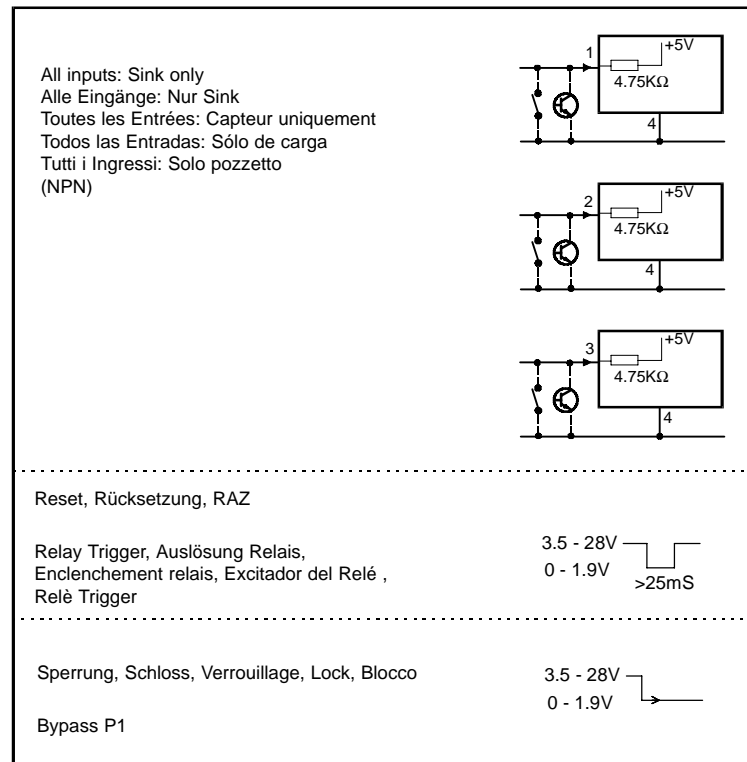 All inputs: Sink only
Alle Eingänge: Nur Sink
Toutes les Entrées: Capteur uniquement
Todos las Entradas: Sólo de carga
Tutti i Ingressi: Solo pozzetto
(NPN)
1
+5V
4.75KΩ
4
2
+5V
4.75KΩ
4
3
+5V
4.75KΩ
4
Reset, Rücksetzung, RAZ
Relay Trigger, Auslösung Relais,
Enclenchement relais, Excitador del Relé ,
Relè Trigger
3.5 - 28V
0 - 1.9V
>25mS
Sperrung, Schloss, Verrouillage, Lock, Blocco
Bypass P1
3.5 - 28V
0 - 1.9V